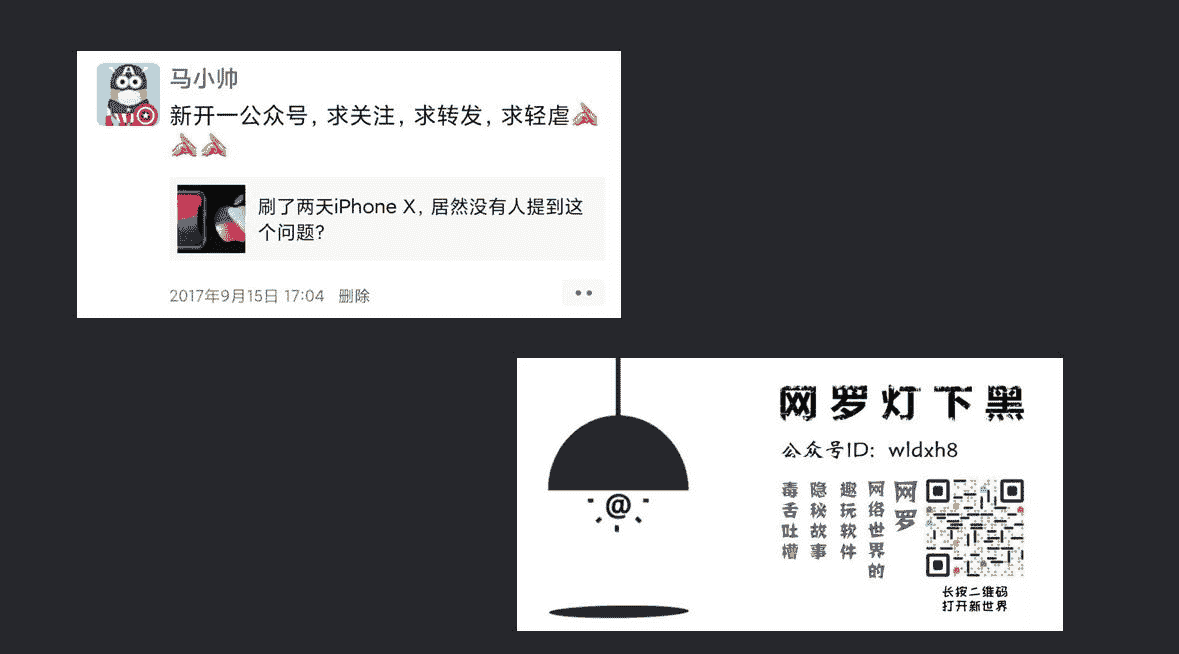 马小帅
新开一公众号，求关注，求转发，求轻虐🙏
🙏🙏
刷了两天iPhone X，居然没有人提到这
个问题？
2017年9月15日 17:04 删除
@
网罗灯下黑
公众号ID：wldxh8
网罗
网络世界的
趣玩软件
隐秘故事
毒舌吐槽
长按二维码
打开新世界